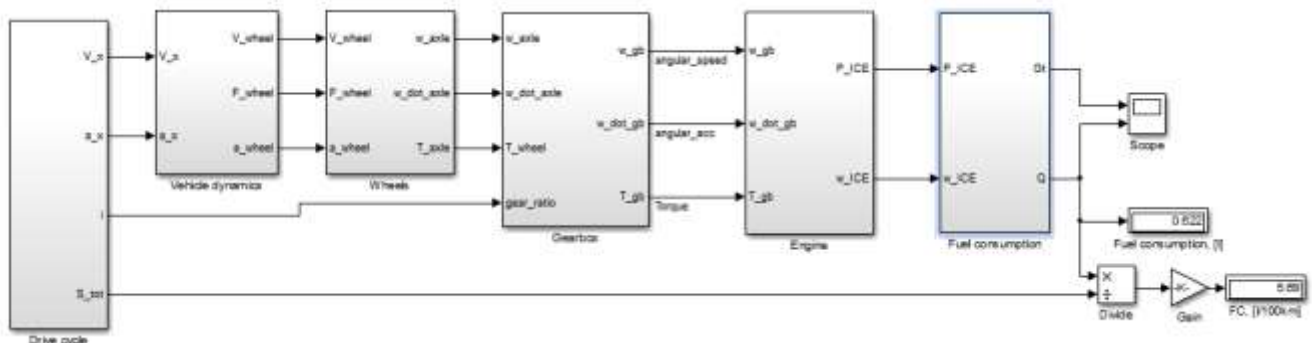 V_x
a_x
i
S_tot
Drive cycle
V_x
a_x
V_wheel
F_wheel
a_wheel
Vehicle dynamics
V_wheel
F_wheel
a_wheel
w_axle
w_dot_axle
T_axle
Wheels
w_axle
w_dot_axle
T_wheel
gear_ratio
w_gb
w_dot_gb
T_gb
Gearbox
angular_speed
angular_acc
Torque
w_gb
w_dot_gb
T_gb
P_ICE
w_ICE
Engine
P_ICE
w_ICE
Qt
Q
Fuel consumption
Scope
0.622
Fuel consumption, [l]
×
÷
Divide
-K-
Gain
5.69
FC, [l/100km]